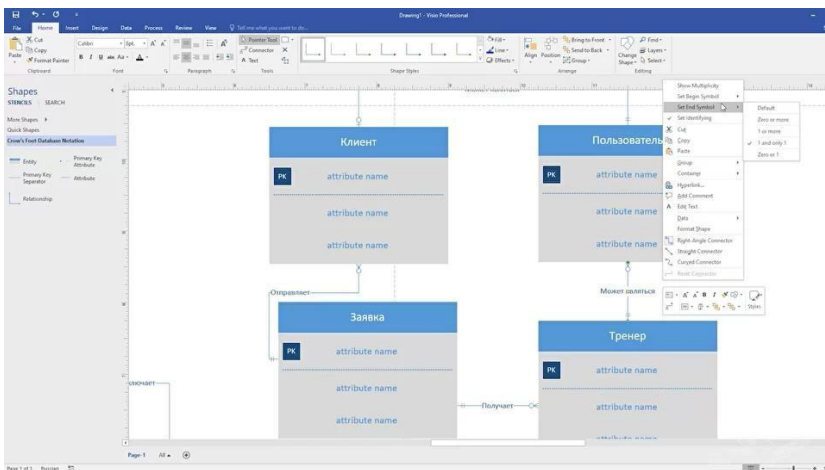 Drawing1 - Visio Professional
File Home Insert Design Data Process Review View Tell me what you want to do...
Paste
Cut
Copy
Format Painter
Clipboard
Calibri 8pt.
Font
Paragraph
Pointer Tool
Connector
A Text
Tools
Shape Styles
Fill
Line
Effects
Align Position
Bring to Front
Send to Back
Group
Arrange
Change Shape
Find
Layers
Select
Editing
Shapes
STENCILS SEARCH
More Shapes
Quick Shapes
Crow's Foot Database Notation
Entity
Primary Key Attribute
Primary Key Separator
Attribute
Relationship
Клиент
PK attribute name
attribute name
attribute name
Отправляет
Заявка
PK attribute name
attribute name
attribute name
Получает
Пользователь
PK attribute name
attribute name
attribute name
Может являться
Тренер
PK attribute name
attribute name
attribute name
Show Multiplicity
Set Begin Symbol
Set End Symbol
Set Identifying
Cut
Copy
Paste
Group
Container
Hyperlink...
Add Comment
Edit Text
Data
Format Shape
Right-Angle Connector
Straight Connector
Curved Connector
Reset Connector
Default
Zero or more
1 or more
1 and only 1
Zero or 1
Styles
Page-1 All
Page 1 of 1 Russian